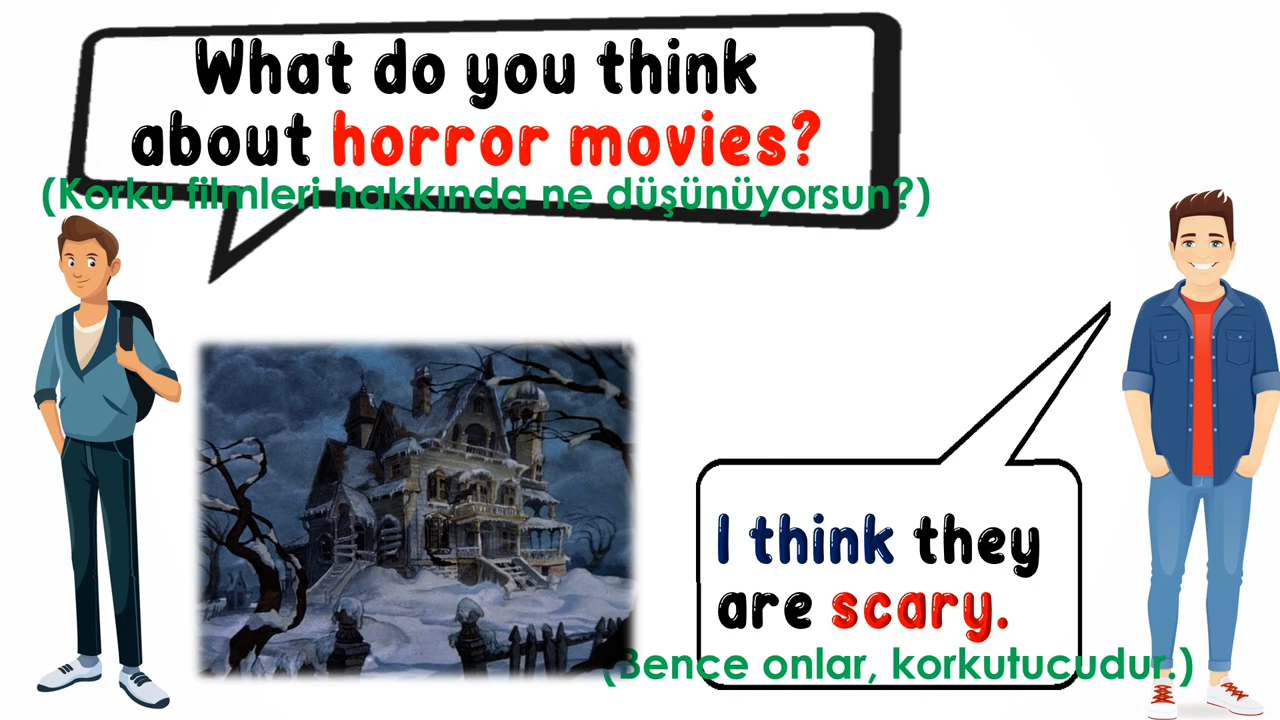 What do you think
about horror movies?
(Korku filmleri hakkında ne düşünüyorsun?)
I think they
are scary.
(Bence onlar, korkutucudur.)